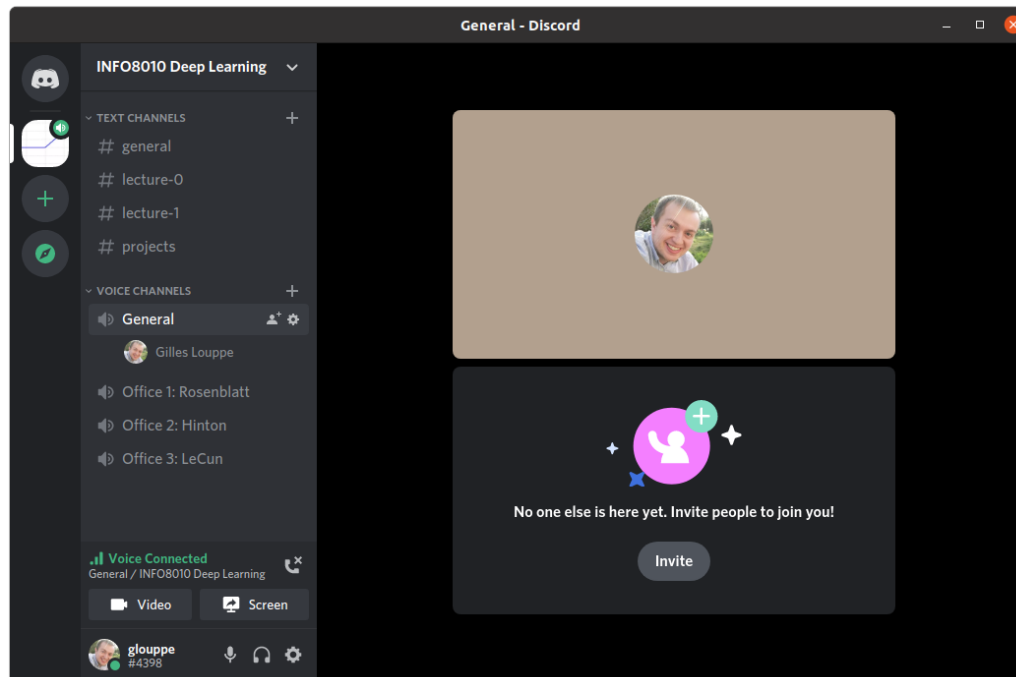 General - Discord
INFO8010 Deep Learning
TEXT CHANNELS
# general
# lecture-0
# lecture-1
# projects
VOICE CHANNELS
General
Gilles Louppe
Office 1: Rosenblatt
Office 2: Hinton
Office 3: LeCun
Voice Connected
General / INFO8010 Deep Learning
Video
Screen
glouppe
#4398
No one else is here yet. Invite people to join you!
Invite